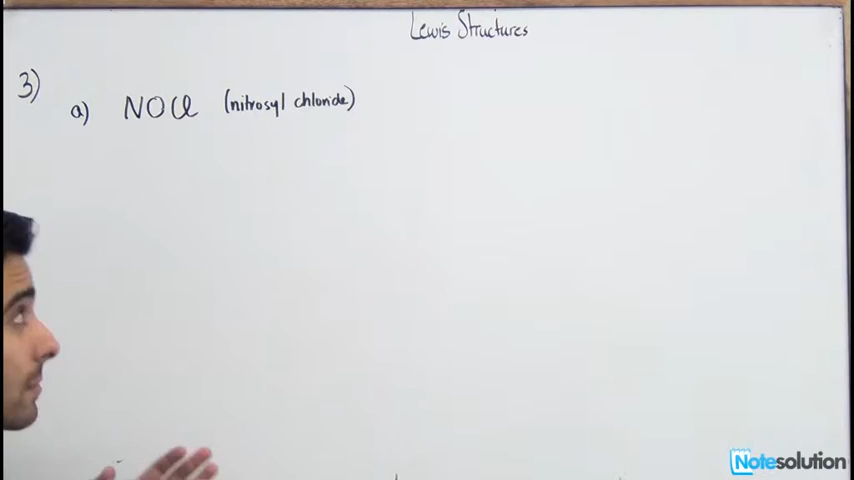 Lewis Structures
3)
a) NOCl (nitrosyl chloride)
Notesolution